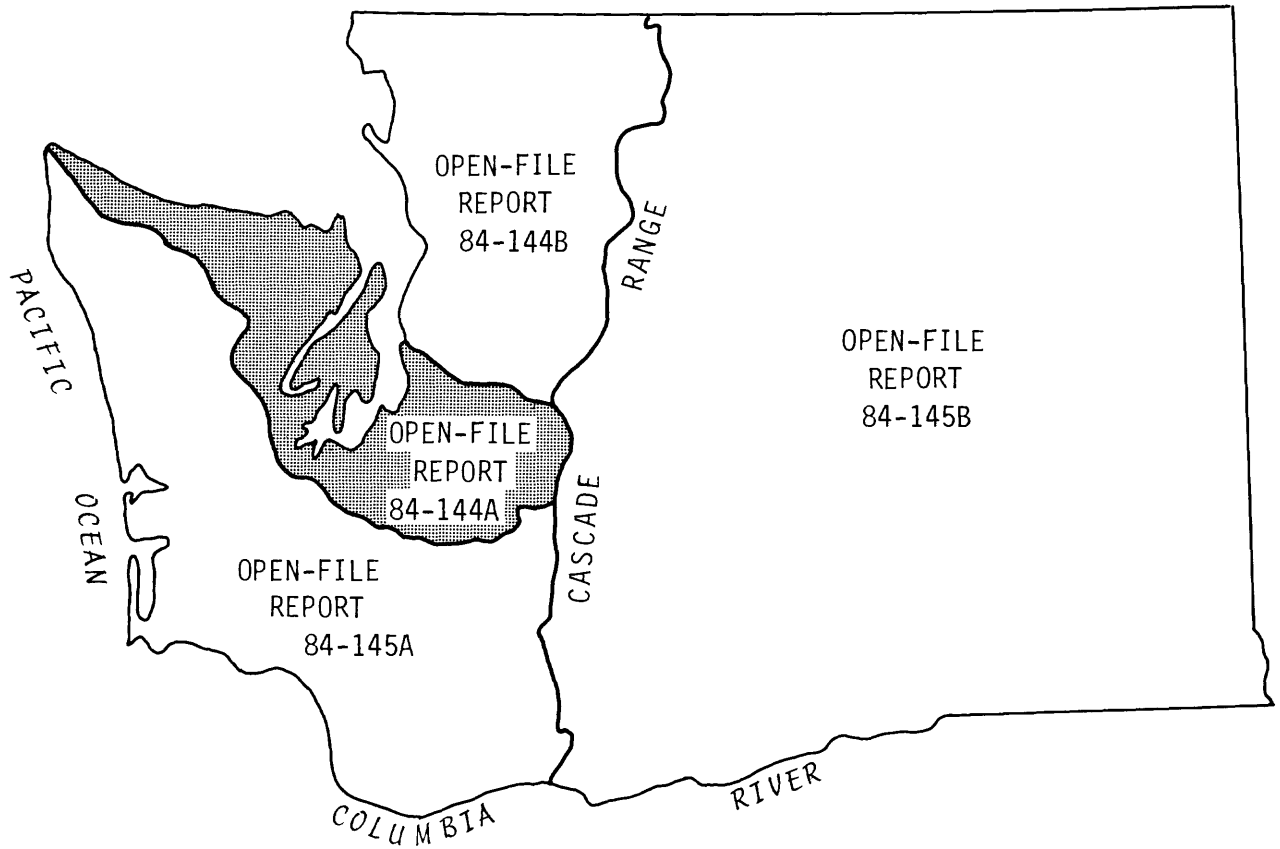 OPEN-FILE
REPORT
84-144B
RANGE
PACIFIC
OCEAN
OPEN-FILE
REPORT
84-145B
OPEN-FILE
REPORT
84-144A
CASCADE
OPEN-FILE
REPORT
84-145A
COLUMBIA
RIVER